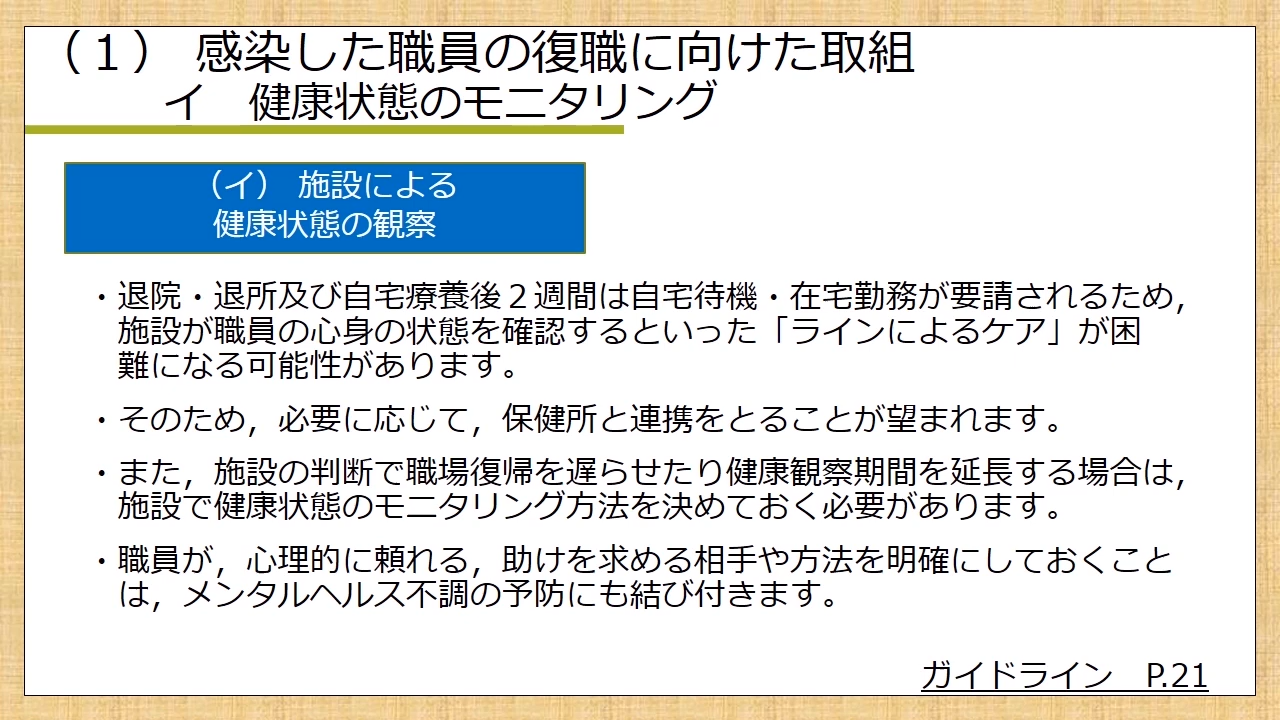 （１） 感染した職員の復職に向けた取組
イ　健康状態のモニタリング
（イ） 施設による
健康状態の観察
・退院・退所及び自宅療養後２週間は自宅待機・在宅勤務が要請されるため，
施設が職員の心身の状態を確認するといった「ラインによるケア」が困
難になる可能性があります。
・そのため，必要に応じて，保健所と連携をとることが望まれます。
・また，施設の判断で職場復帰を遅らせたり健康観察期間を延長する場合は，
施設で健康状態のモニタリング方法を決めておく必要があります。
・職員が，心理的に頼れる，助けを求める相手や方法を明確にしておくこと
は，メンタルヘルス不調の予防にも結び付きます。
ガイドライン　P.21